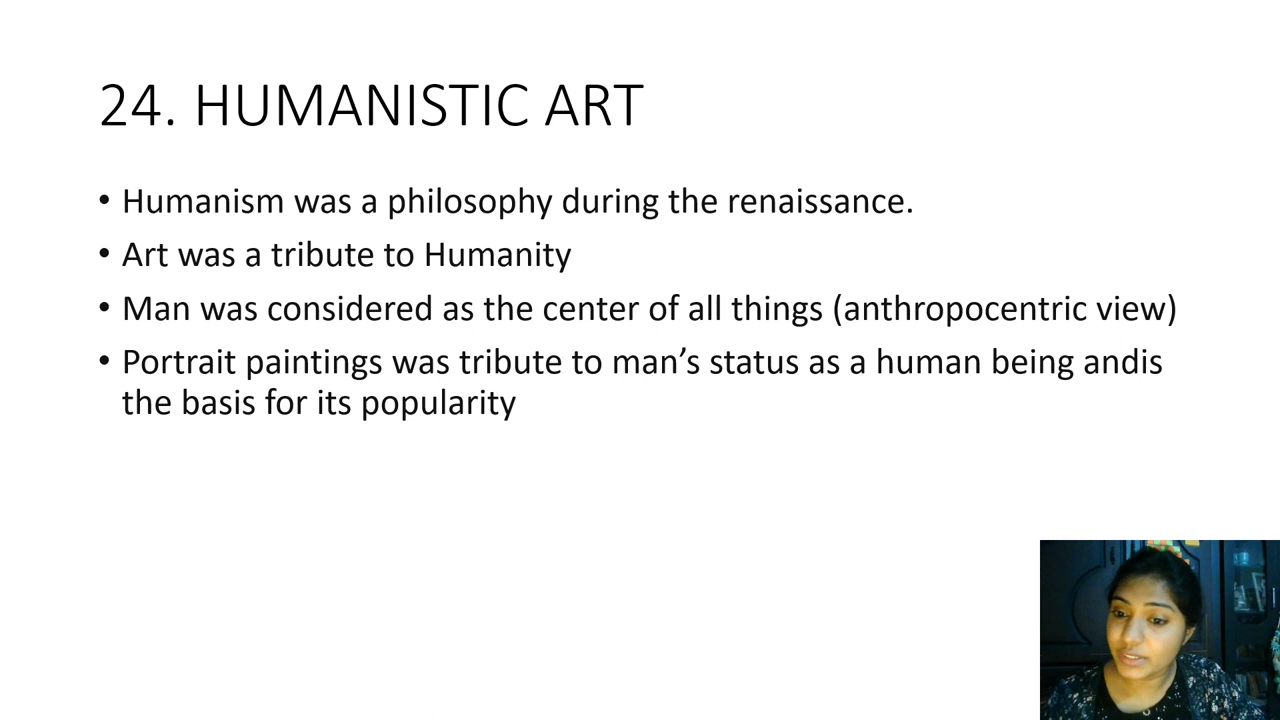 24. HUMANISTIC ART
• Humanism was a philosophy during the renaissance.
• Art was a tribute to Humanity
• Man was considered as the center of all things (anthropocentric view)
• Portrait paintings was tribute to man’s status as a human being andis
the basis for its popularity